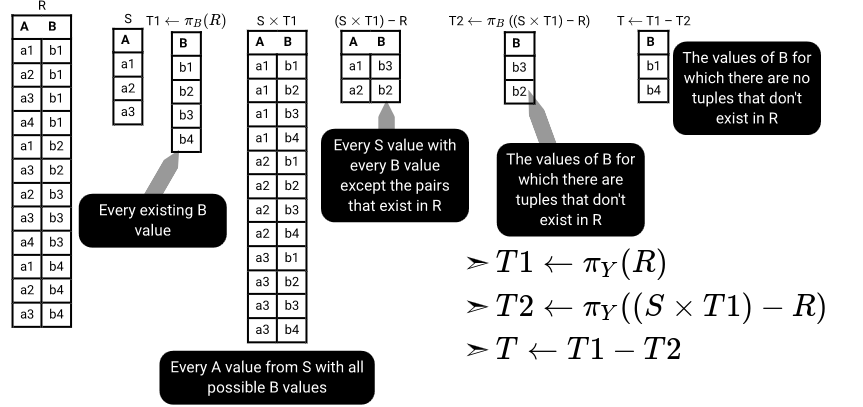 R
A B
a1 b1
a2 b1
a3 b1
a4 b1
a1 b2
a3 b2
a2 b3
a3 b3
a4 b3
a1 b4
a2 b4
a3 b4
S
A
a1
a2
a3
T1 ← π_B(R)
B
b1
b2
b3
b4
Every existing B
value
S × T1
A B
a1 b1
a1 b2
a1 b3
a1 b4
a2 b1
a2 b2
a2 b3
a2 b4
a3 b1
a3 b2
a3 b3
a3 b4
Every A value from S with all
possible B values
(S × T1) – R
A B
a1 b3
a2 b2
Every S value with
every B value
except the pairs
that exist in R
T2 ← π_B ((S × T1) – R)
B
b3
b2
The values of B for
which there are
tuples that don't
exist in R
T ← T1 – T2
B
b1
b4
The values of B for
which there are no
tuples that don't
exist in R
➢ T1 ← π_Y(R)
➢ T2 ← π_Y((S × T1) − R)
➢ T ← T1 − T2